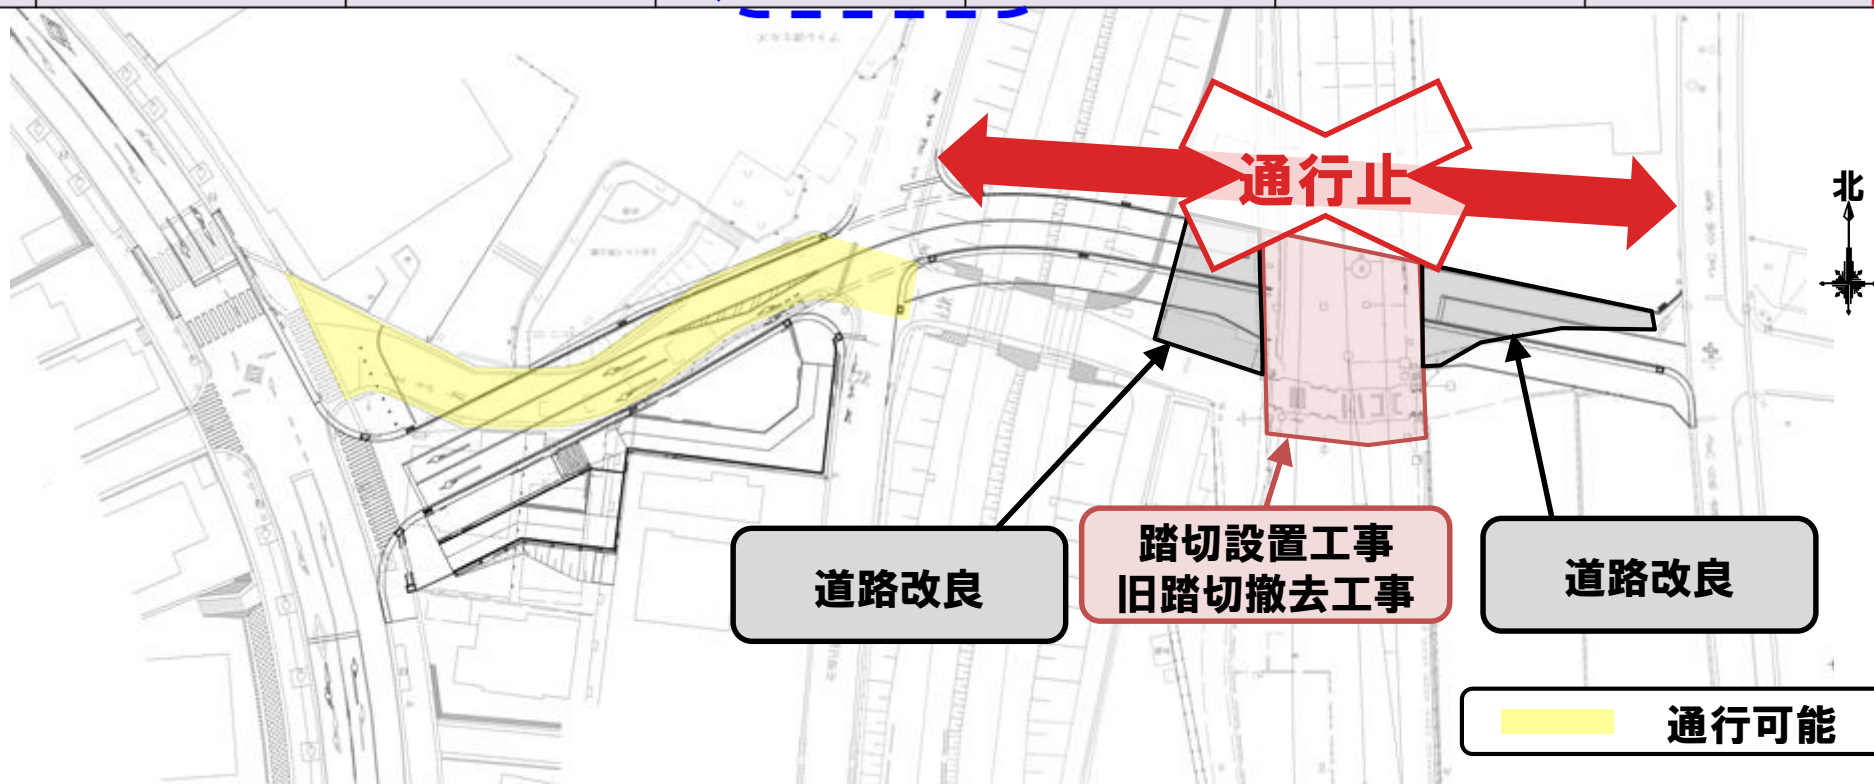 通行止
北
踏切設置工事
旧踏切撤去工事
道路改良
道路改良
通行可能